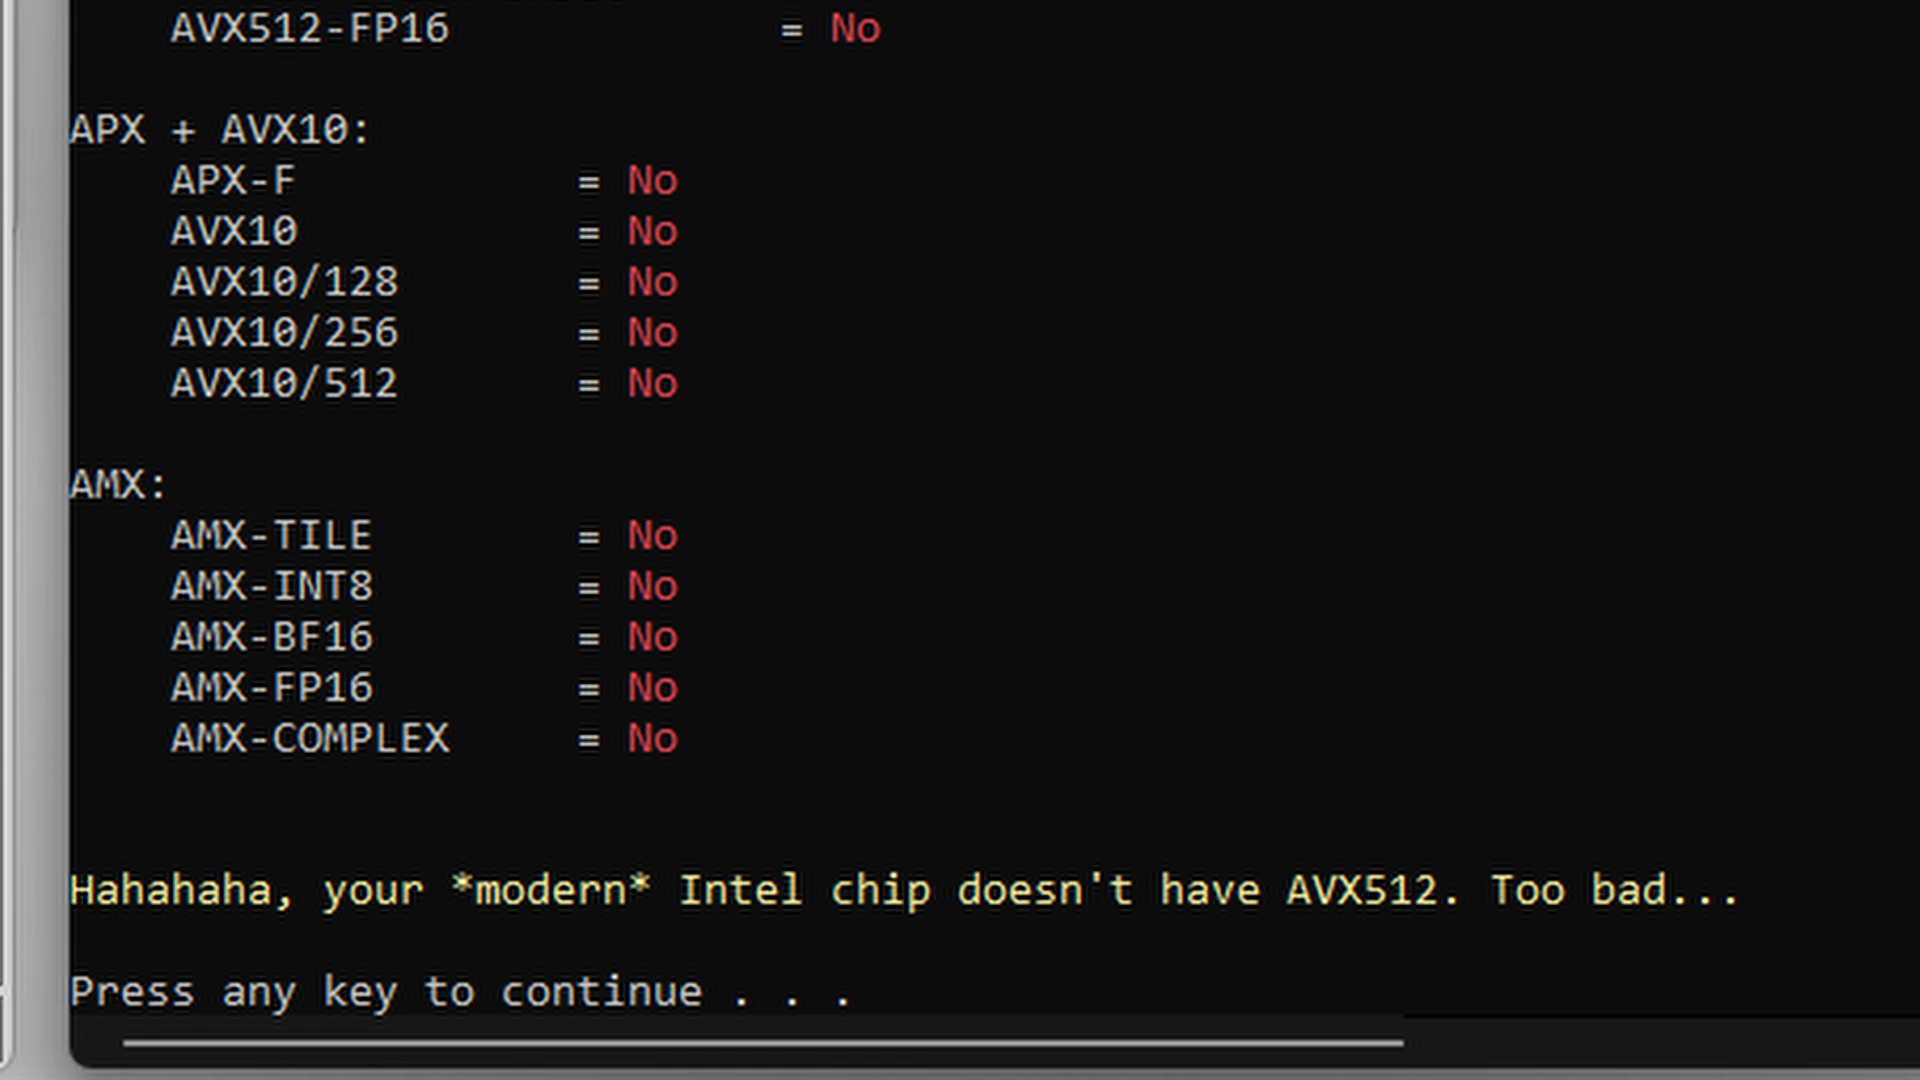 AVX512-FP16 = No
APX + AVX10:
APX-F = No
AVX10 = No
AVX10/128 = No
AVX10/256 = No
AVX10/512 = No
AMX:
AMX-TILE = No
AMX-INT8 = No
AMX-BF16 = No
AMX-FP16 = No
AMX-COMPLEX = No
Hahahaha, your *modern* Intel chip doesn't have AVX512. Too bad...
Press any key to continue . . .